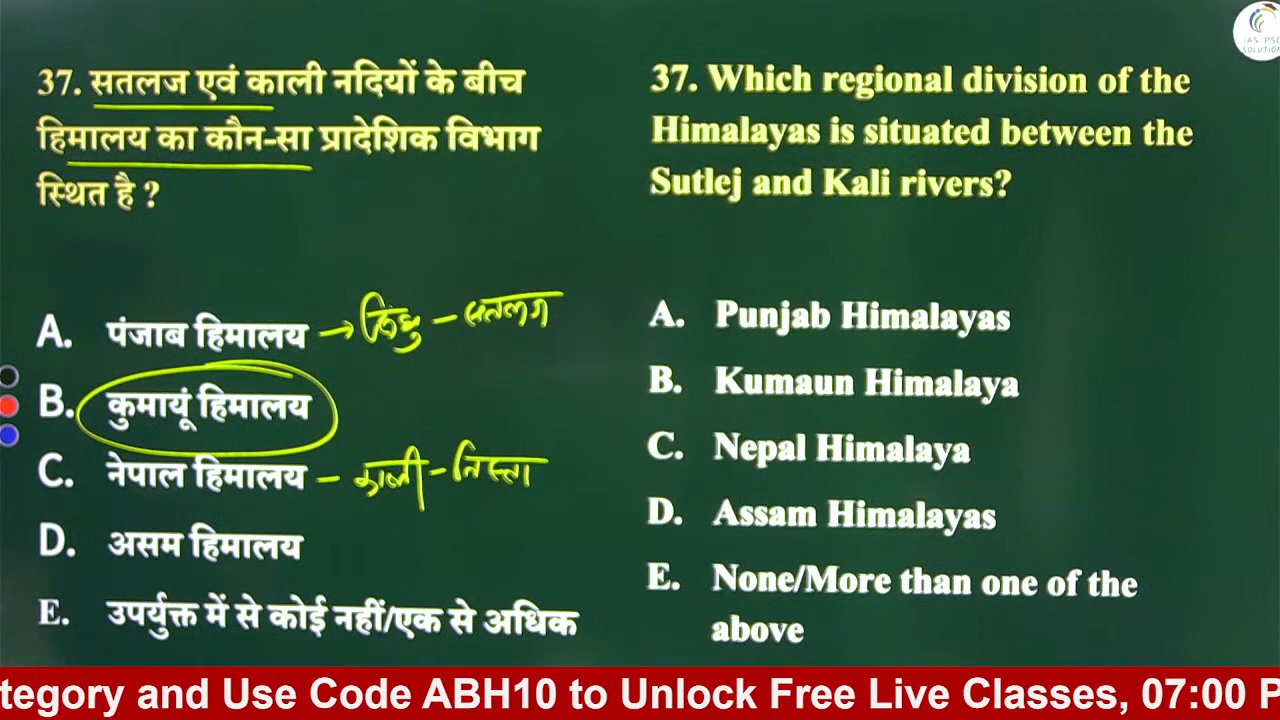 37. सतलज एवं काली नदियों के बीच
हिमालय का कौन-सा प्रादेशिक विभाग
स्थित है ?
A. पंजाब हिमालय → सिंधु - सतलज
B. कुमायूं हिमालय
C. नेपाल हिमालय - काली - तिस्ता
D. असम हिमालय
E. उपर्युक्त में से कोई नहीं/एक से अधिक
37. Which regional division of the
Himalayas is situated between the
Sutlej and Kali rivers?
A. Punjab Himalayas
B. Kumaun Himalaya
C. Nepal Himalaya
D. Assam Himalayas
E. None/More than one of the
above
AS PSC
SOLUTION
tegory and Use Code ABH10 to Unlock Free Live Classes, 07:00 P